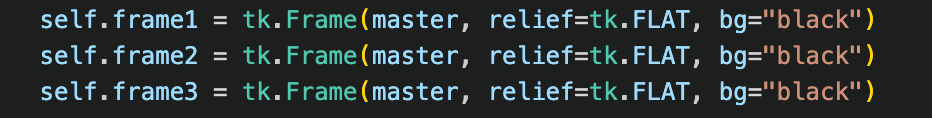 self.frame1 = tk.Frame(master, relief=tk.FLAT, bg="black")
self.frame2 = tk.Frame(master, relief=tk.FLAT, bg="black")
self.frame3 = tk.Frame(master, relief=tk.FLAT, bg="black")